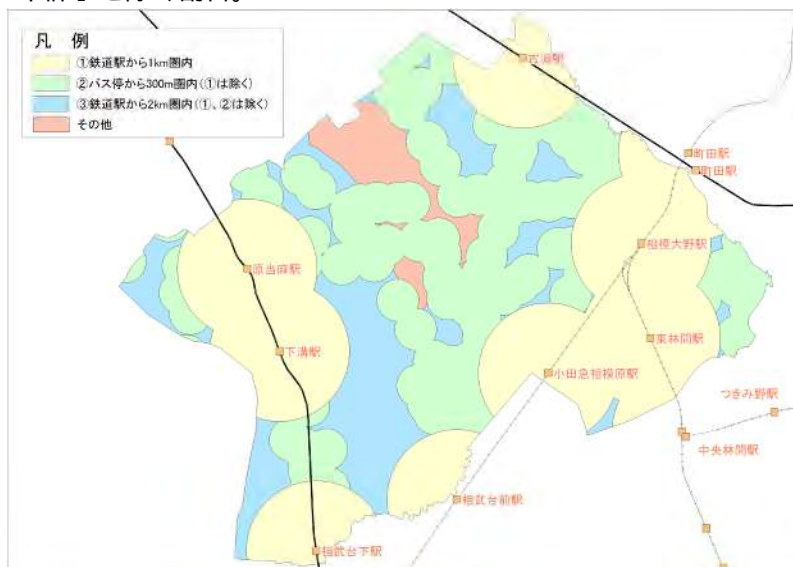 凡　例
①鉄道駅から1km圏内
②バス停から300m圏内(①は除く)
③鉄道駅から2km圏内(①、②は除く)
その他
古淵駅
町田駅
町田駅
相模大野駅
原当麻駅
東林間駅
下溝駅
小田急相模原駅
つきみ野駅
中央林間駅
相武台前駅
相武台下駅